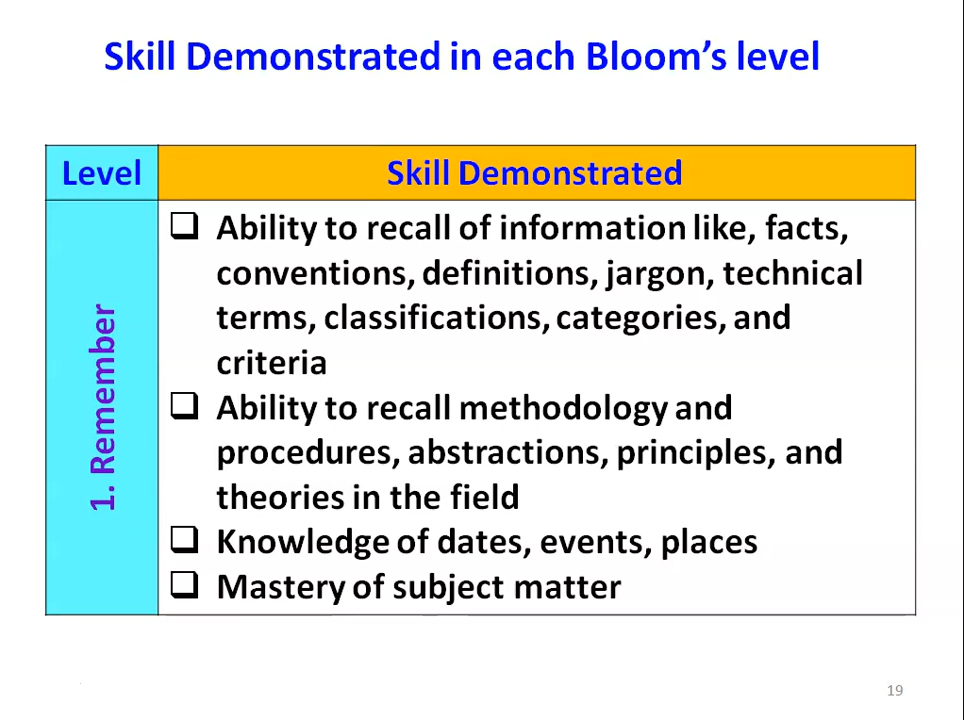 Skill Demonstrated in each Bloom's level
Level
Skill Demonstrated
1. Remember
Ability to recall of information like, facts,
conventions, definitions, jargon, technical
terms, classifications, categories, and
criteria
Ability to recall methodology and
procedures, abstractions, principles, and
theories in the field
Knowledge of dates, events, places
Mastery of subject matter
19